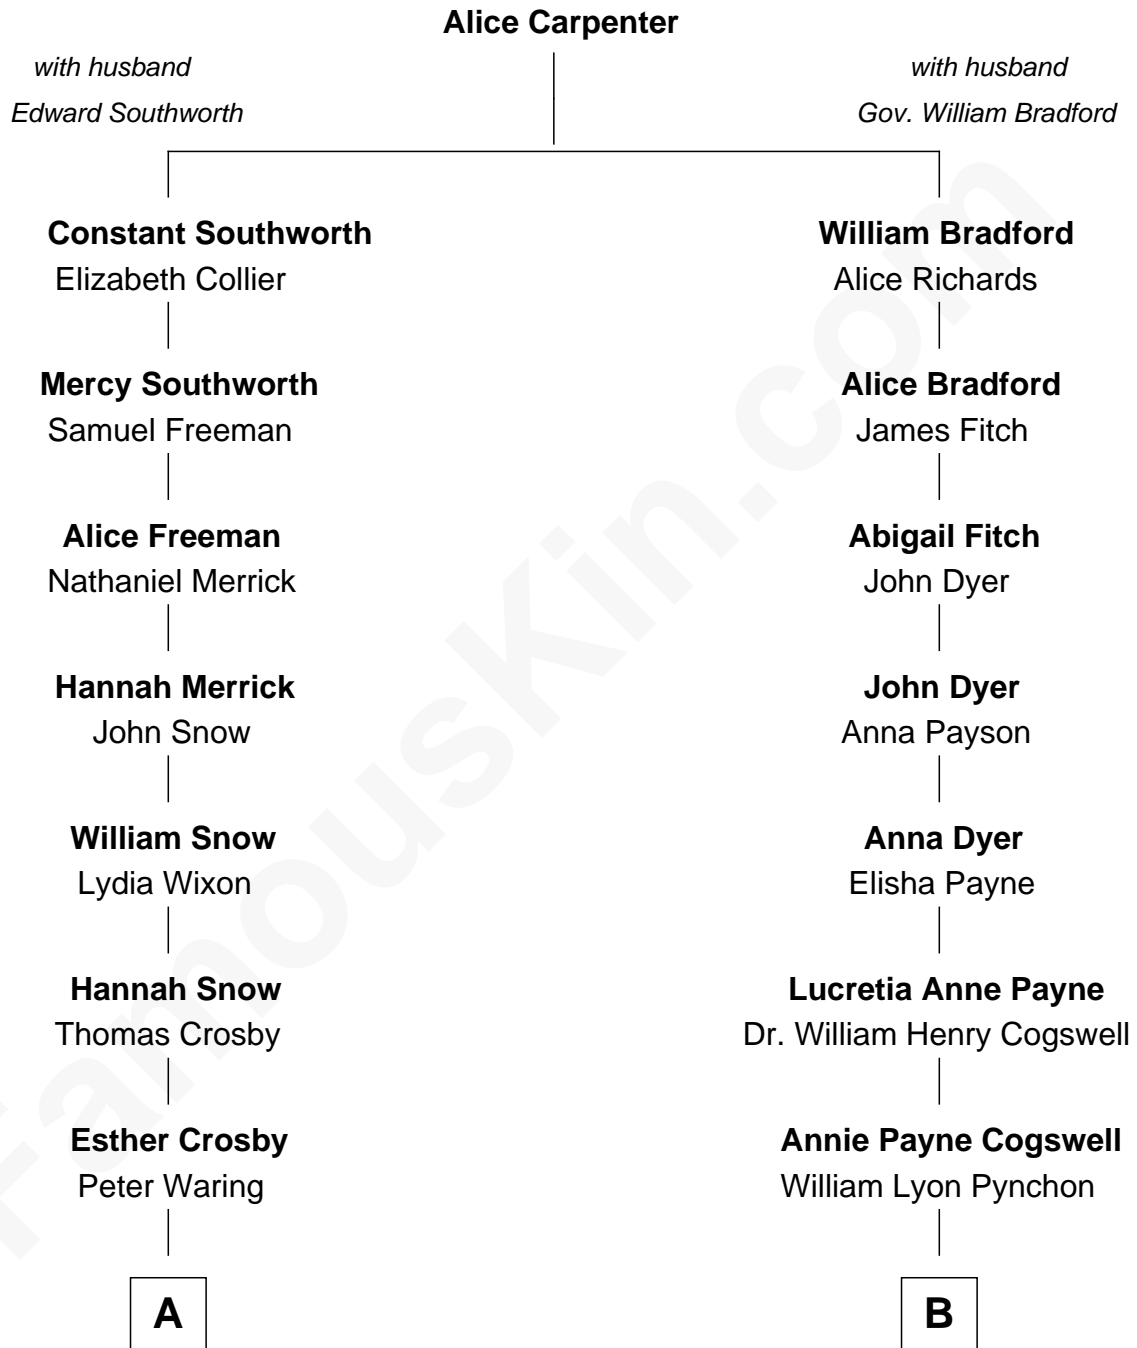 Alice Carpenter
with husband
Edward Southworth
with husband
Gov. William Bradford
Constant Southworth
Elizabeth Collier
William Bradford
Alice Richards
Mercy Southworth
Samuel Freeman
Alice Bradford
James Fitch
Alice Freeman
Nathaniel Merrick
Abigail Fitch
John Dyer
Hannah Merrick
John Snow
John Dyer
Anna Payson
William Snow
Lydia Wixon
Anna Dyer
Elisha Payne
Hannah Snow
Thomas Crosby
Lucretia Anne Payne
Dr. William Henry Cogswell
Esther Crosby
Peter Waring
Annie Payne Cogswell
William Lyon Pynchon
A
B
FamousKin.com